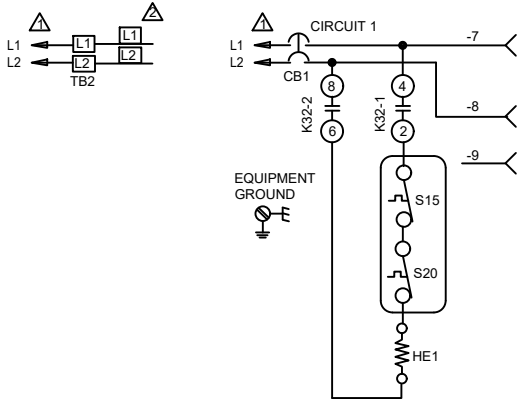 1 2 1 CIRCUIT 1
L1 L1 L1 L1 -7
L2 L2 L2 L2
TB2 CB1
8 4 -8
K32-2 K32-1
6 2
-9
EQUIPMENT
GROUND
S15
S20
HE1